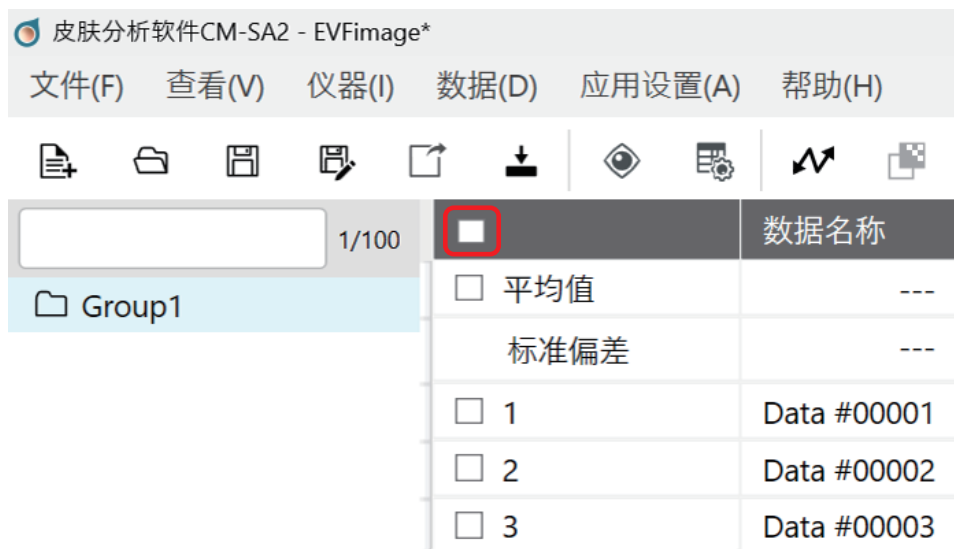 皮肤分析软件CM-SA2 - EVFimage*
文件(F) 查看(V) 仪器(I) 数据(D) 应用设置(A) 帮助(H)
1/100 数据名称
Group1
平均值 ---
标准偏差 ---
1 Data #00001
2 Data #00002
3 Data #00003